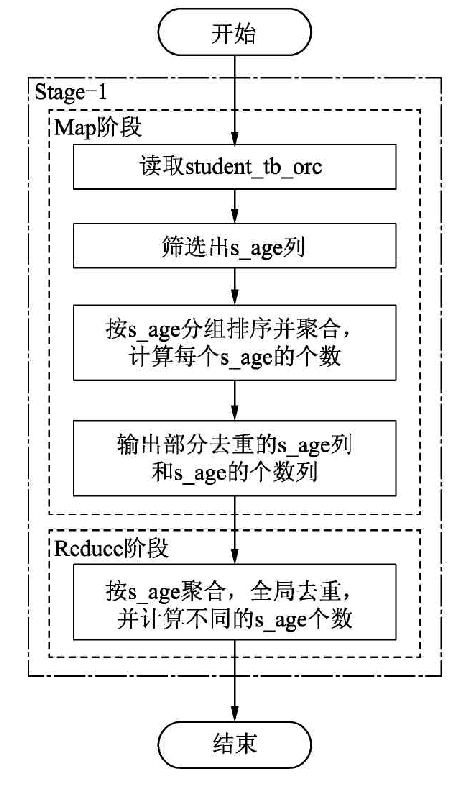 开始
Stage-1
Map阶段
读取student_tb_orc
筛选出s_age列
按s_age分组排序并聚合，
计算每个s_age的个数
输出部分去重的s_age列
和s_age的个数列
Reduce阶段
按s_age聚合，全局去重，
并计算不同的s_age个数
结束